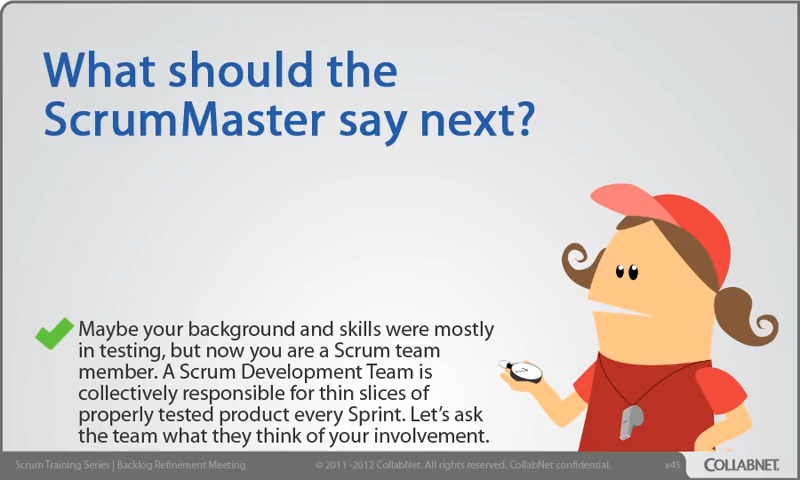 What should the
ScrumMaster say next?
Maybe your background and skills were mostly
in testing, but now you are a Scrum team
member. A Scrum Development Team is
collectively responsible for thin slices of
properly tested product every Sprint. Let's ask
the team what they think of your involvement.
Scrum Training Series | Backlog Refinement Meeting © 2011 -2012 CollabNet. All rights reserved. CollabNet confidential. v45 COLLABNET.